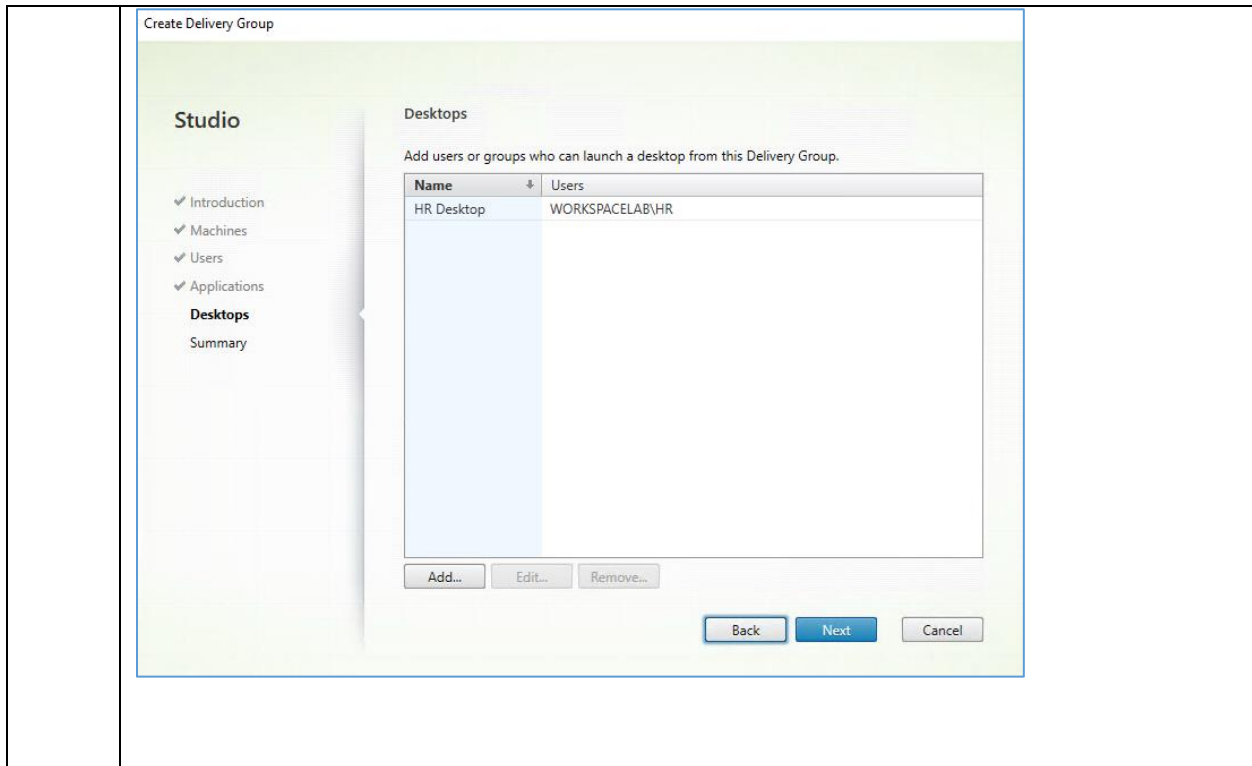 Create Delivery Group
Studio
Introduction
Machines
Users
Applications
Desktops
Summary
Desktops
Add users or groups who can launch a desktop from this Delivery Group.
Name Users
HR Desktop WORKSPACELAB\HR
Add... Edit... Remove...
Back Next Cancel